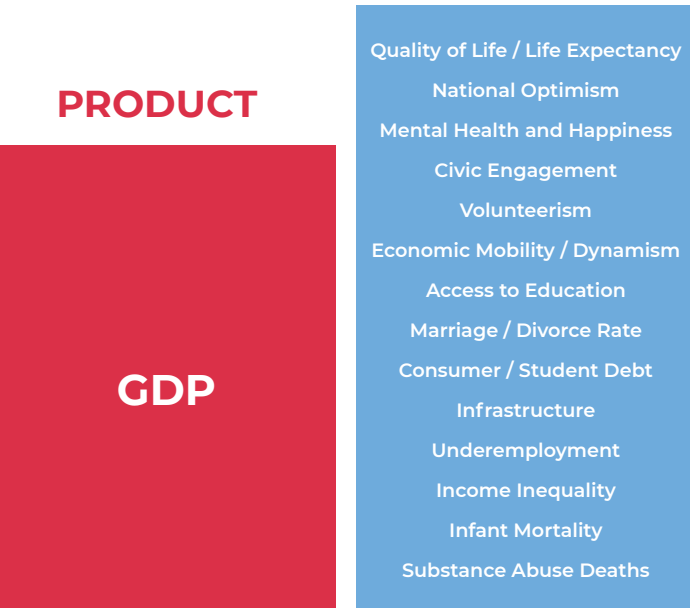 PRODUCT
GDP
Quality of Life / Life Expectancy
National Optimism
Mental Health and Happiness
Civic Engagement
Volunteerism
Economic Mobility / Dynamism
Access to Education
Marriage / Divorce Rate
Consumer / Student Debt
Infrastructure
Underemployment
Income Inequality
Infant Mortality
Substance Abuse Deaths